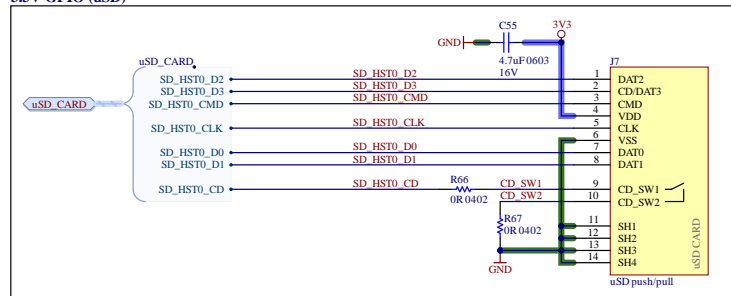 3.3V GPIO (uSD)
C55
3V3
GND
4.7uF 0603
16V
J7
uSD_CARD
uSD_CARD
SD_HST0_D2
SD_HST0_D2
1
DAT2
SD_HST0_D3
SD_HST0_D3
2
CD/DAT3
SD_HST0_CMD
SD_HST0_CMD
3
CMD
4
VDD
SD_HST0_CLK
SD_HST0_CLK
5
CLK
6
VSS
SD_HST0_D0
SD_HST0_D0
7
DAT0
SD_HST0_D1
SD_HST0_D1
8
DAT1
SD_HST0_CD
SD_HST0_CD
R66
0R 0402
CD_SW1
9
CD_SW1
CD_SW2
10
CD_SW2
R67
0R 0402
11
SH1
12
SH2
13
SH3
14
SH4
GND
uSD CARD
uSD push/pull